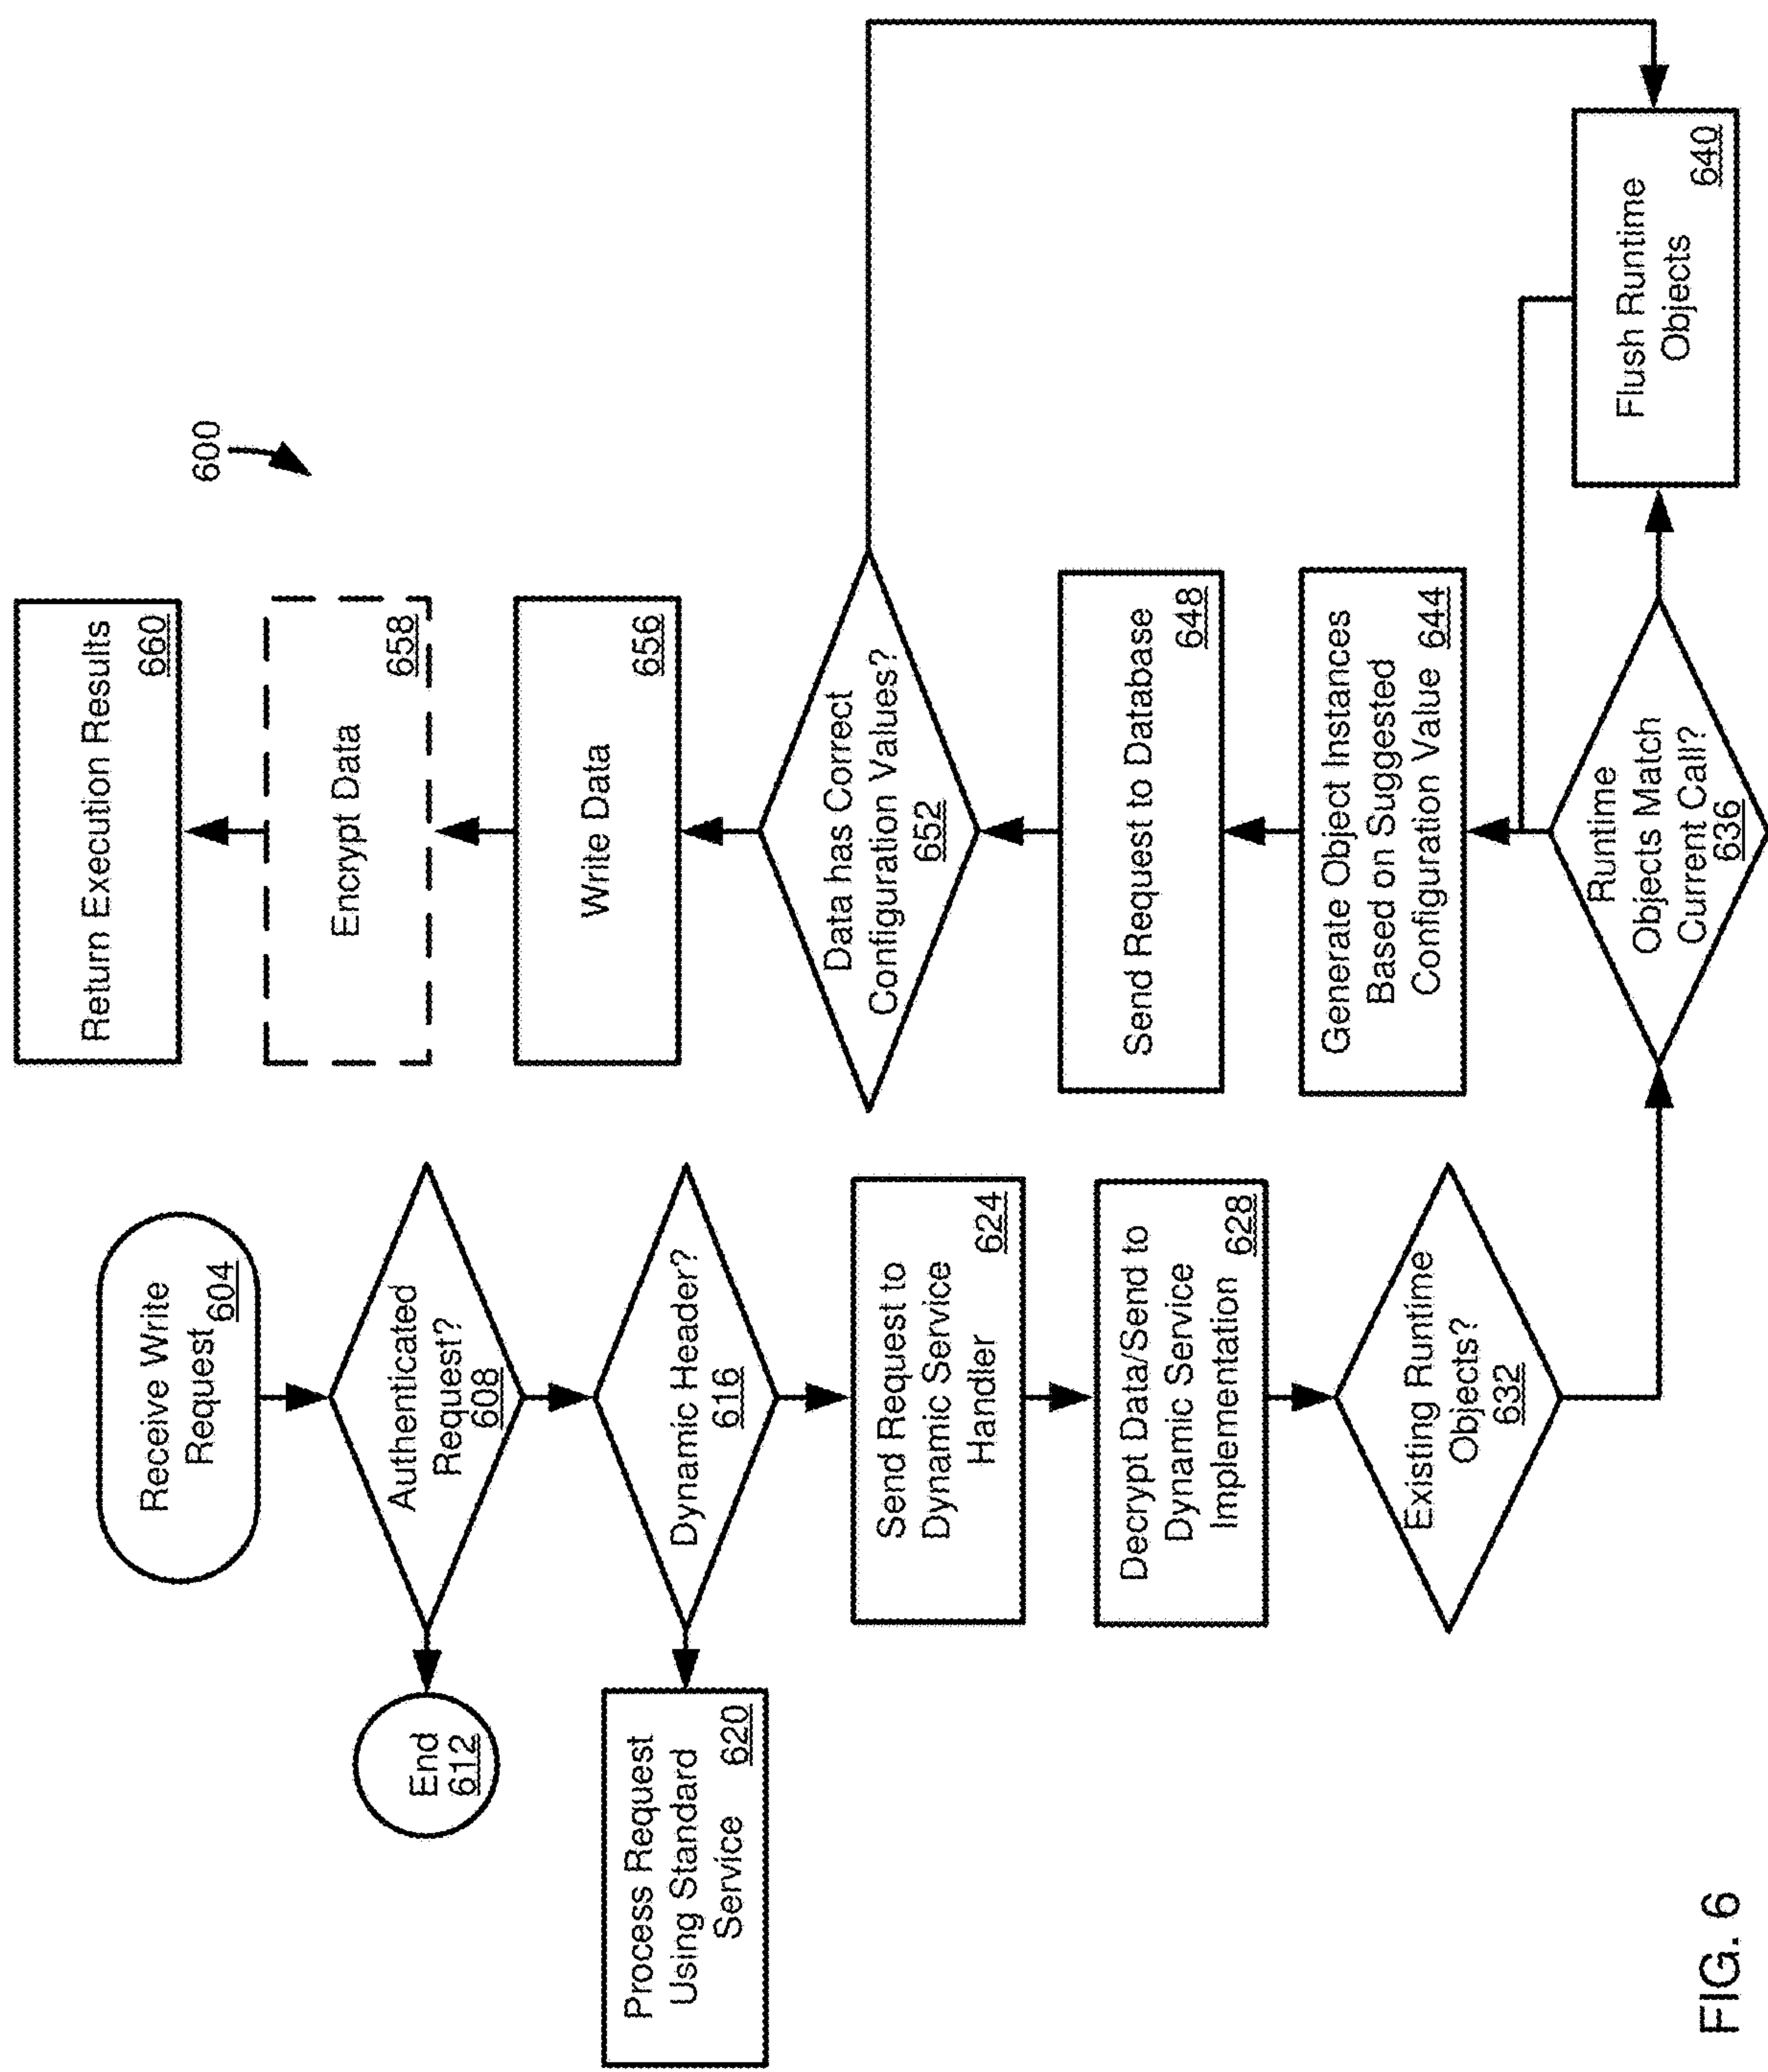 600
Receive Write
Request 604
Authenticated
Request?
608
End
612
Dynamic Header?
616
Process Request
Using Standard
Service 620
Send Request to
Dynamic Service
Handler 624
Decrypt Data/Send to
Dynamic Service
Implementation 628
Existing Runtime
Objects?
632
Runtime
Objects Match
Current Call?
636
Flush Runtime
Objects
640
Generate Object Instances
Based on Suggested
Configuration Value 644
Send Request to Database
648
Data has Correct
Configuration Values?
652
Write Data
656
Encrypt Data
658
Return Execution Results
660
FIG. 6